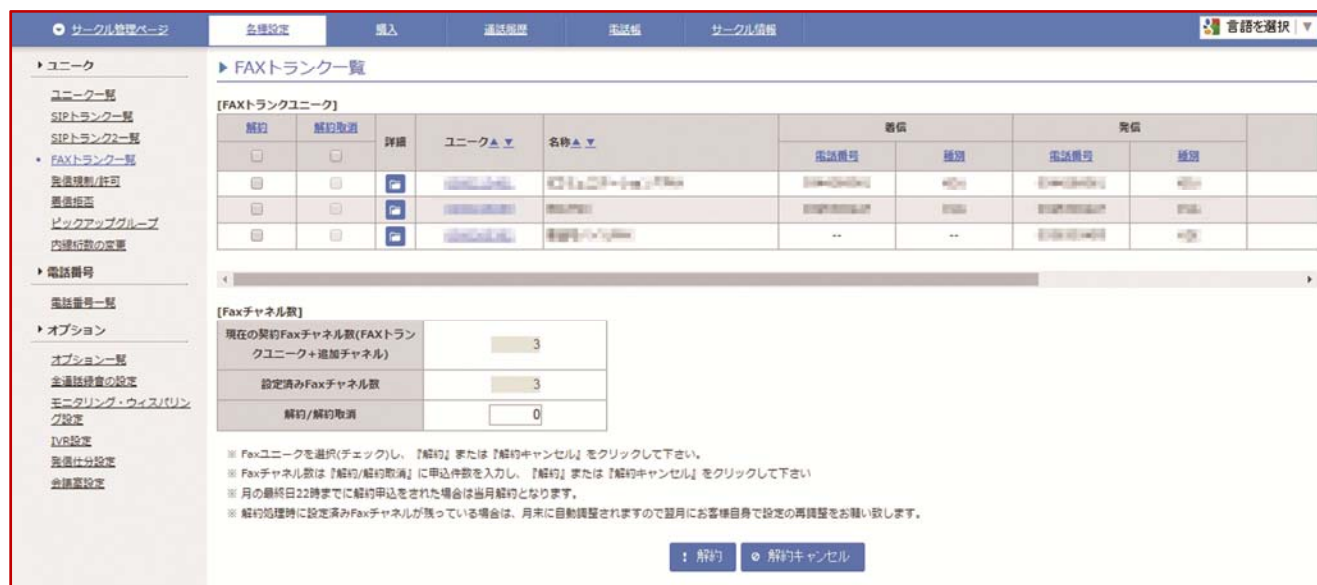 サークル管理ページ
各種設定
購入
通話履歴
電話帳
サークル情報
言語を選択
▼
ユニーク
ユニーク一覧
SIPトランク一覧
SIPトランク2一覧
FAXトランク一覧
発信規制/許可
着信拒否
ピックアップグループ
内線桁数の変更
電話番号
電話番号一覧
オプション
オプション一覧
全通話録音の設定
モニタリング・ウィスパリン
グ設定
IVR設定
発信仕分設定
会議室設定
FAXトランク一覧
[FAXトランクユニーク]
解約
解約取消
詳細
ユニーク▲ ▼
名称▲ ▼
着信
発信
電話番号
種別
電話番号
種別
--
--
[Faxチャネル数]
現在の契約Faxチャネル数(FAXトラン
クユニーク+追加チャネル)
3
設定済みFaxチャネル数
3
解約/解約取消
0
※ Faxユニークを選択(チェック)し、『解約』または『解約キャンセル』をクリックして下さい。
※ Faxチャネル数は『解約/解約取消』に申込件数を入力し、『解約』または『解約キャンセル』をクリックして下さい
※ 月の最終日22時までに解約申込をされた場合は当月解約となります。
※ 解約処理時に設定済みFaxチャネルが残っている場合は、月末に自動調整されますので翌月にお客様自身で設定の再調整をお願い致します。
! 解約
解約キャンセル